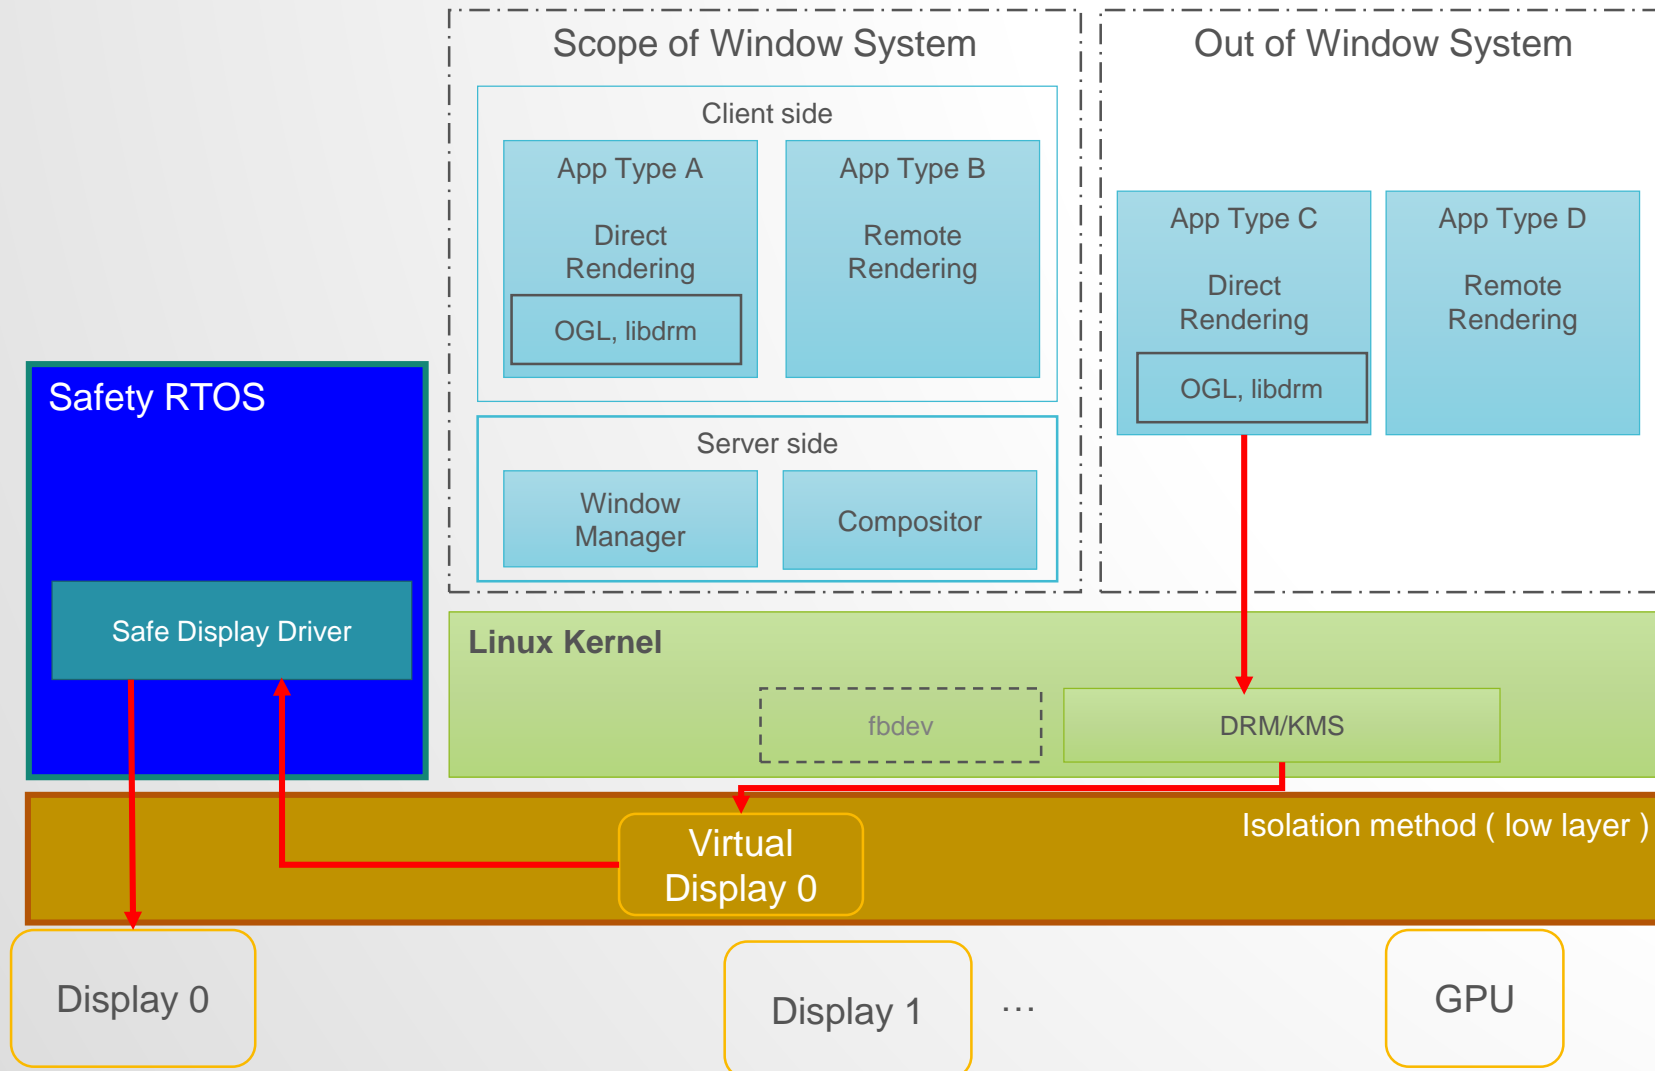 Scope of Window System
Out of Window System
Client side
App Type A
Direct
Rendering
OGL, libdrm
App Type B
Remote
Rendering
App Type C
Direct
Rendering
OGL, libdrm
App Type D
Remote
Rendering
Server side
Window
Manager
Compositor
Safety RTOS
Safe Display Driver
Linux Kernel
fbdev
DRM/KMS
Isolation method ( low layer )
Virtual
Display 0
Display 0
Display 1
...
GPU